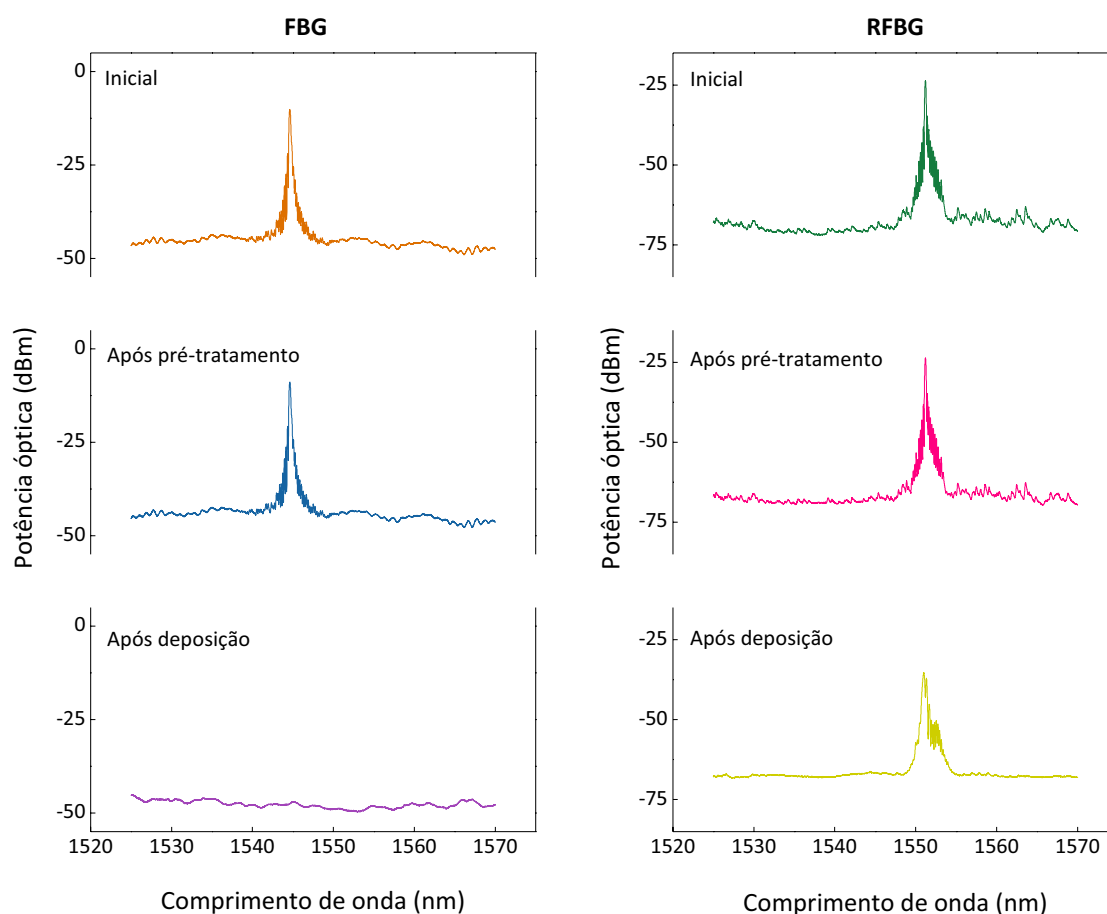 FBG
Inicial
0
-25
-50
Após pré-tratamento
0
-25
-50
Após deposição
0
-25
-50
1520 1530 1540 1550 1560 1570
Potência óptica (dBm)
Comprimento de onda (nm)
RFBG
Inicial
-25
-50
-75
Após pré-tratamento
-25
-50
-75
Após deposição
-25
-50
-75
1520 1530 1540 1550 1560 1570
Potência óptica (dBm)
Comprimento de onda (nm)